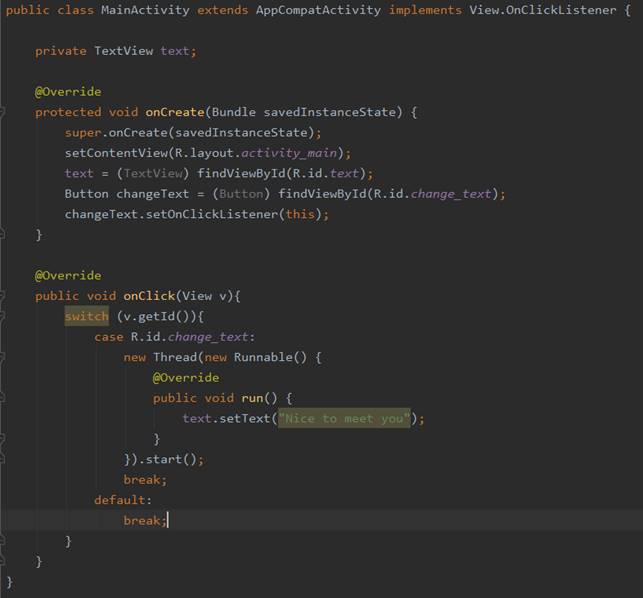 public class MainActivity extends AppCompatActivity implements View.OnClickListener {
private TextView text;
@Override
protected void onCreate(Bundle savedInstanceState) {
super.onCreate(savedInstanceState);
setContentView(R.layout.activity_main);
text = (TextView) findViewById(R.id.text);
Button changeText = (Button) findViewById(R.id.change_text);
changeText.setOnClickListener(this);
}
@Override
public void onClick(View v){
switch (v.getId()){
case R.id.change_text:
new Thread(new Runnable() {
@Override
public void run() {
text.setText("Nice to meet you");
}
}).start();
break;
default:
break;
}
}
}